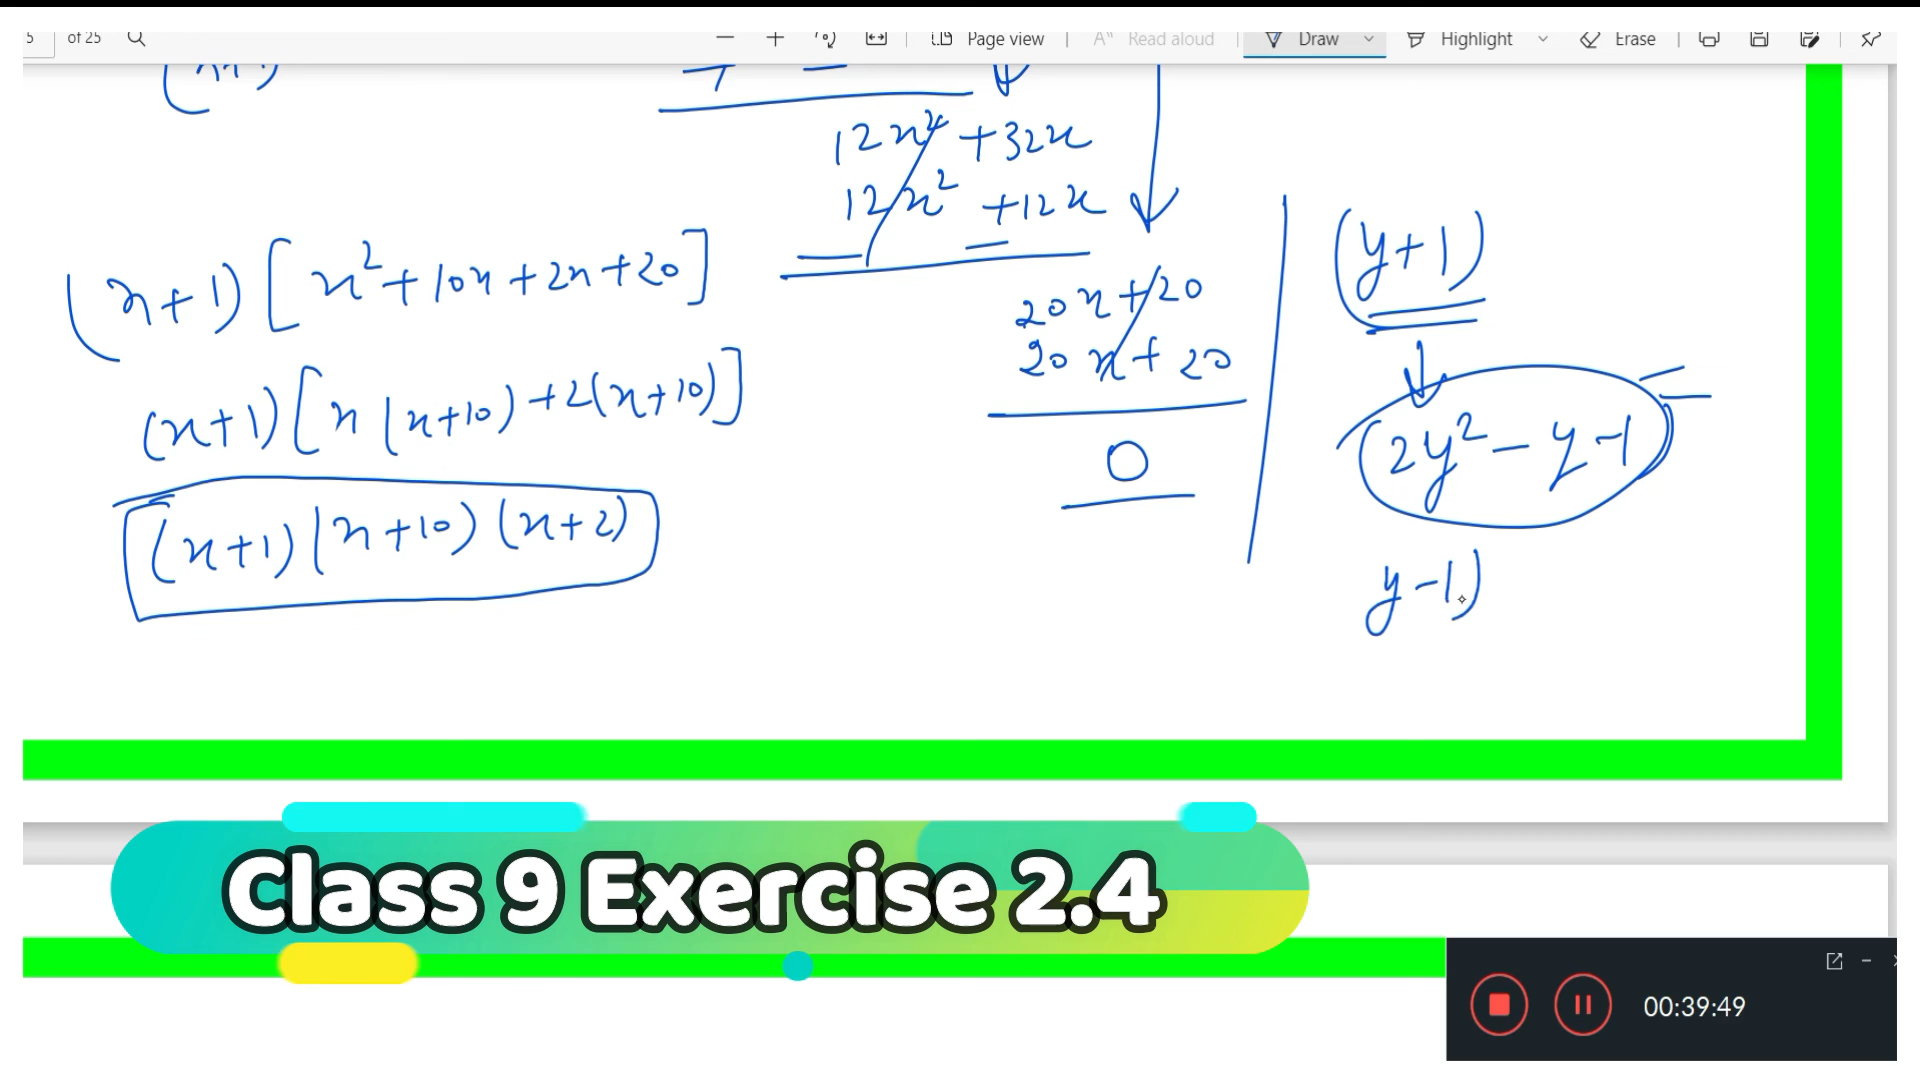 5 of 25 Page view Read aloud Draw Highlight Erase
12x² + 32x
12x² + 12x
20x + 20
20x + 20
0
(x+1) [x² + 10x + 2x + 20]
(x+1) [x (x+10) + 2(x+10)]
(x+1) (x+10) (x+2)
(y+1)
(2y² - y - 1)
y - 1)
Class 9 Exercise 2.4
00:39:49